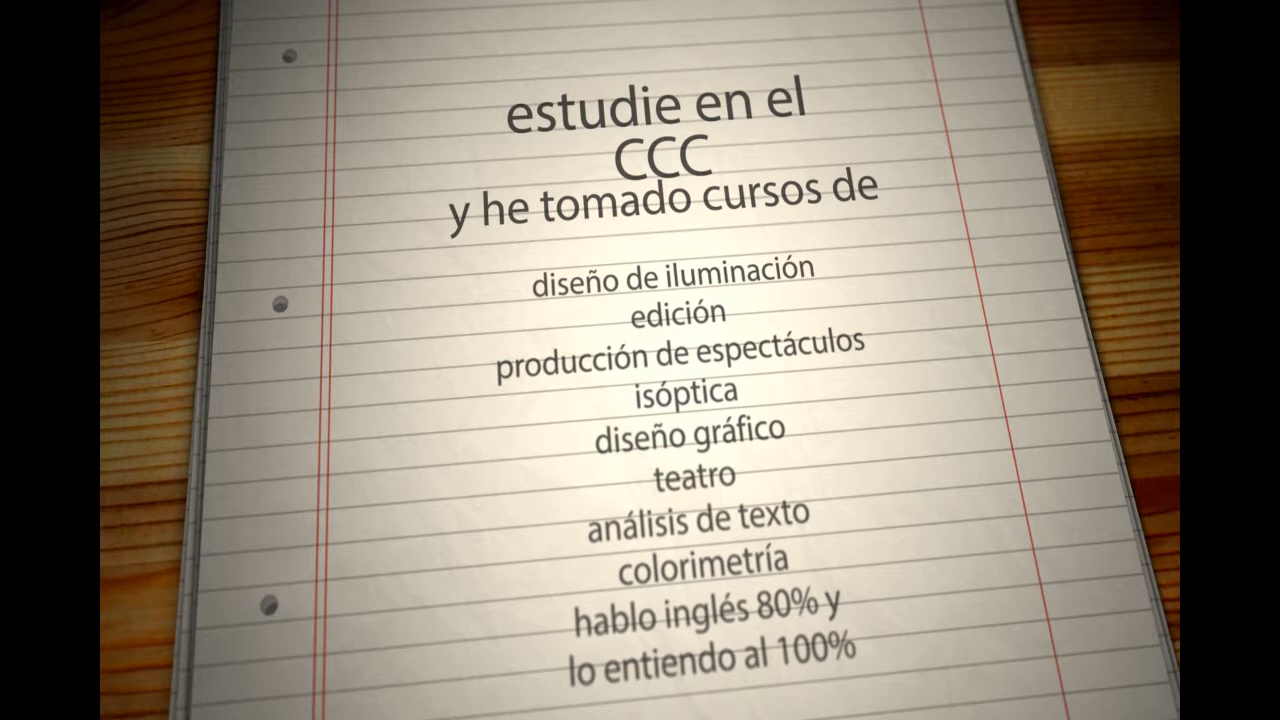 estudie en el
CCC
y he tomado cursos de
diseño de iluminación
edición
producción de espectáculos
isóptica
diseño gráfico
teatro
análisis de texto
colorimetría
hablo inglés 80% y
lo entiendo al 100%